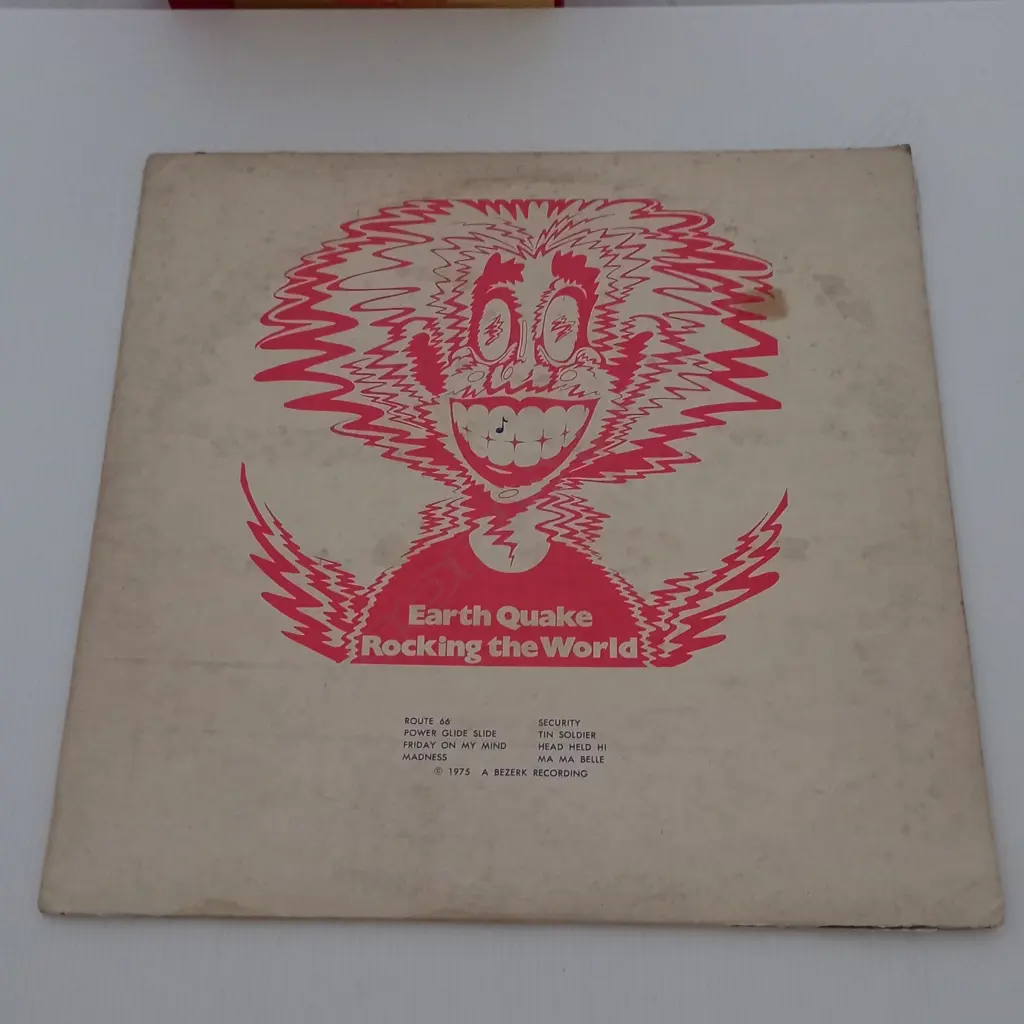 Earth Quake
Rocking the World
ROUTE 66
POWER GLIDE SLIDE
FRIDAY ON MY MIND
MADNESS
SECURITY
TIN SOLDIER
HEAD HELD HI
MA MA BELLE
© 1975 A BEZERK RECORDING